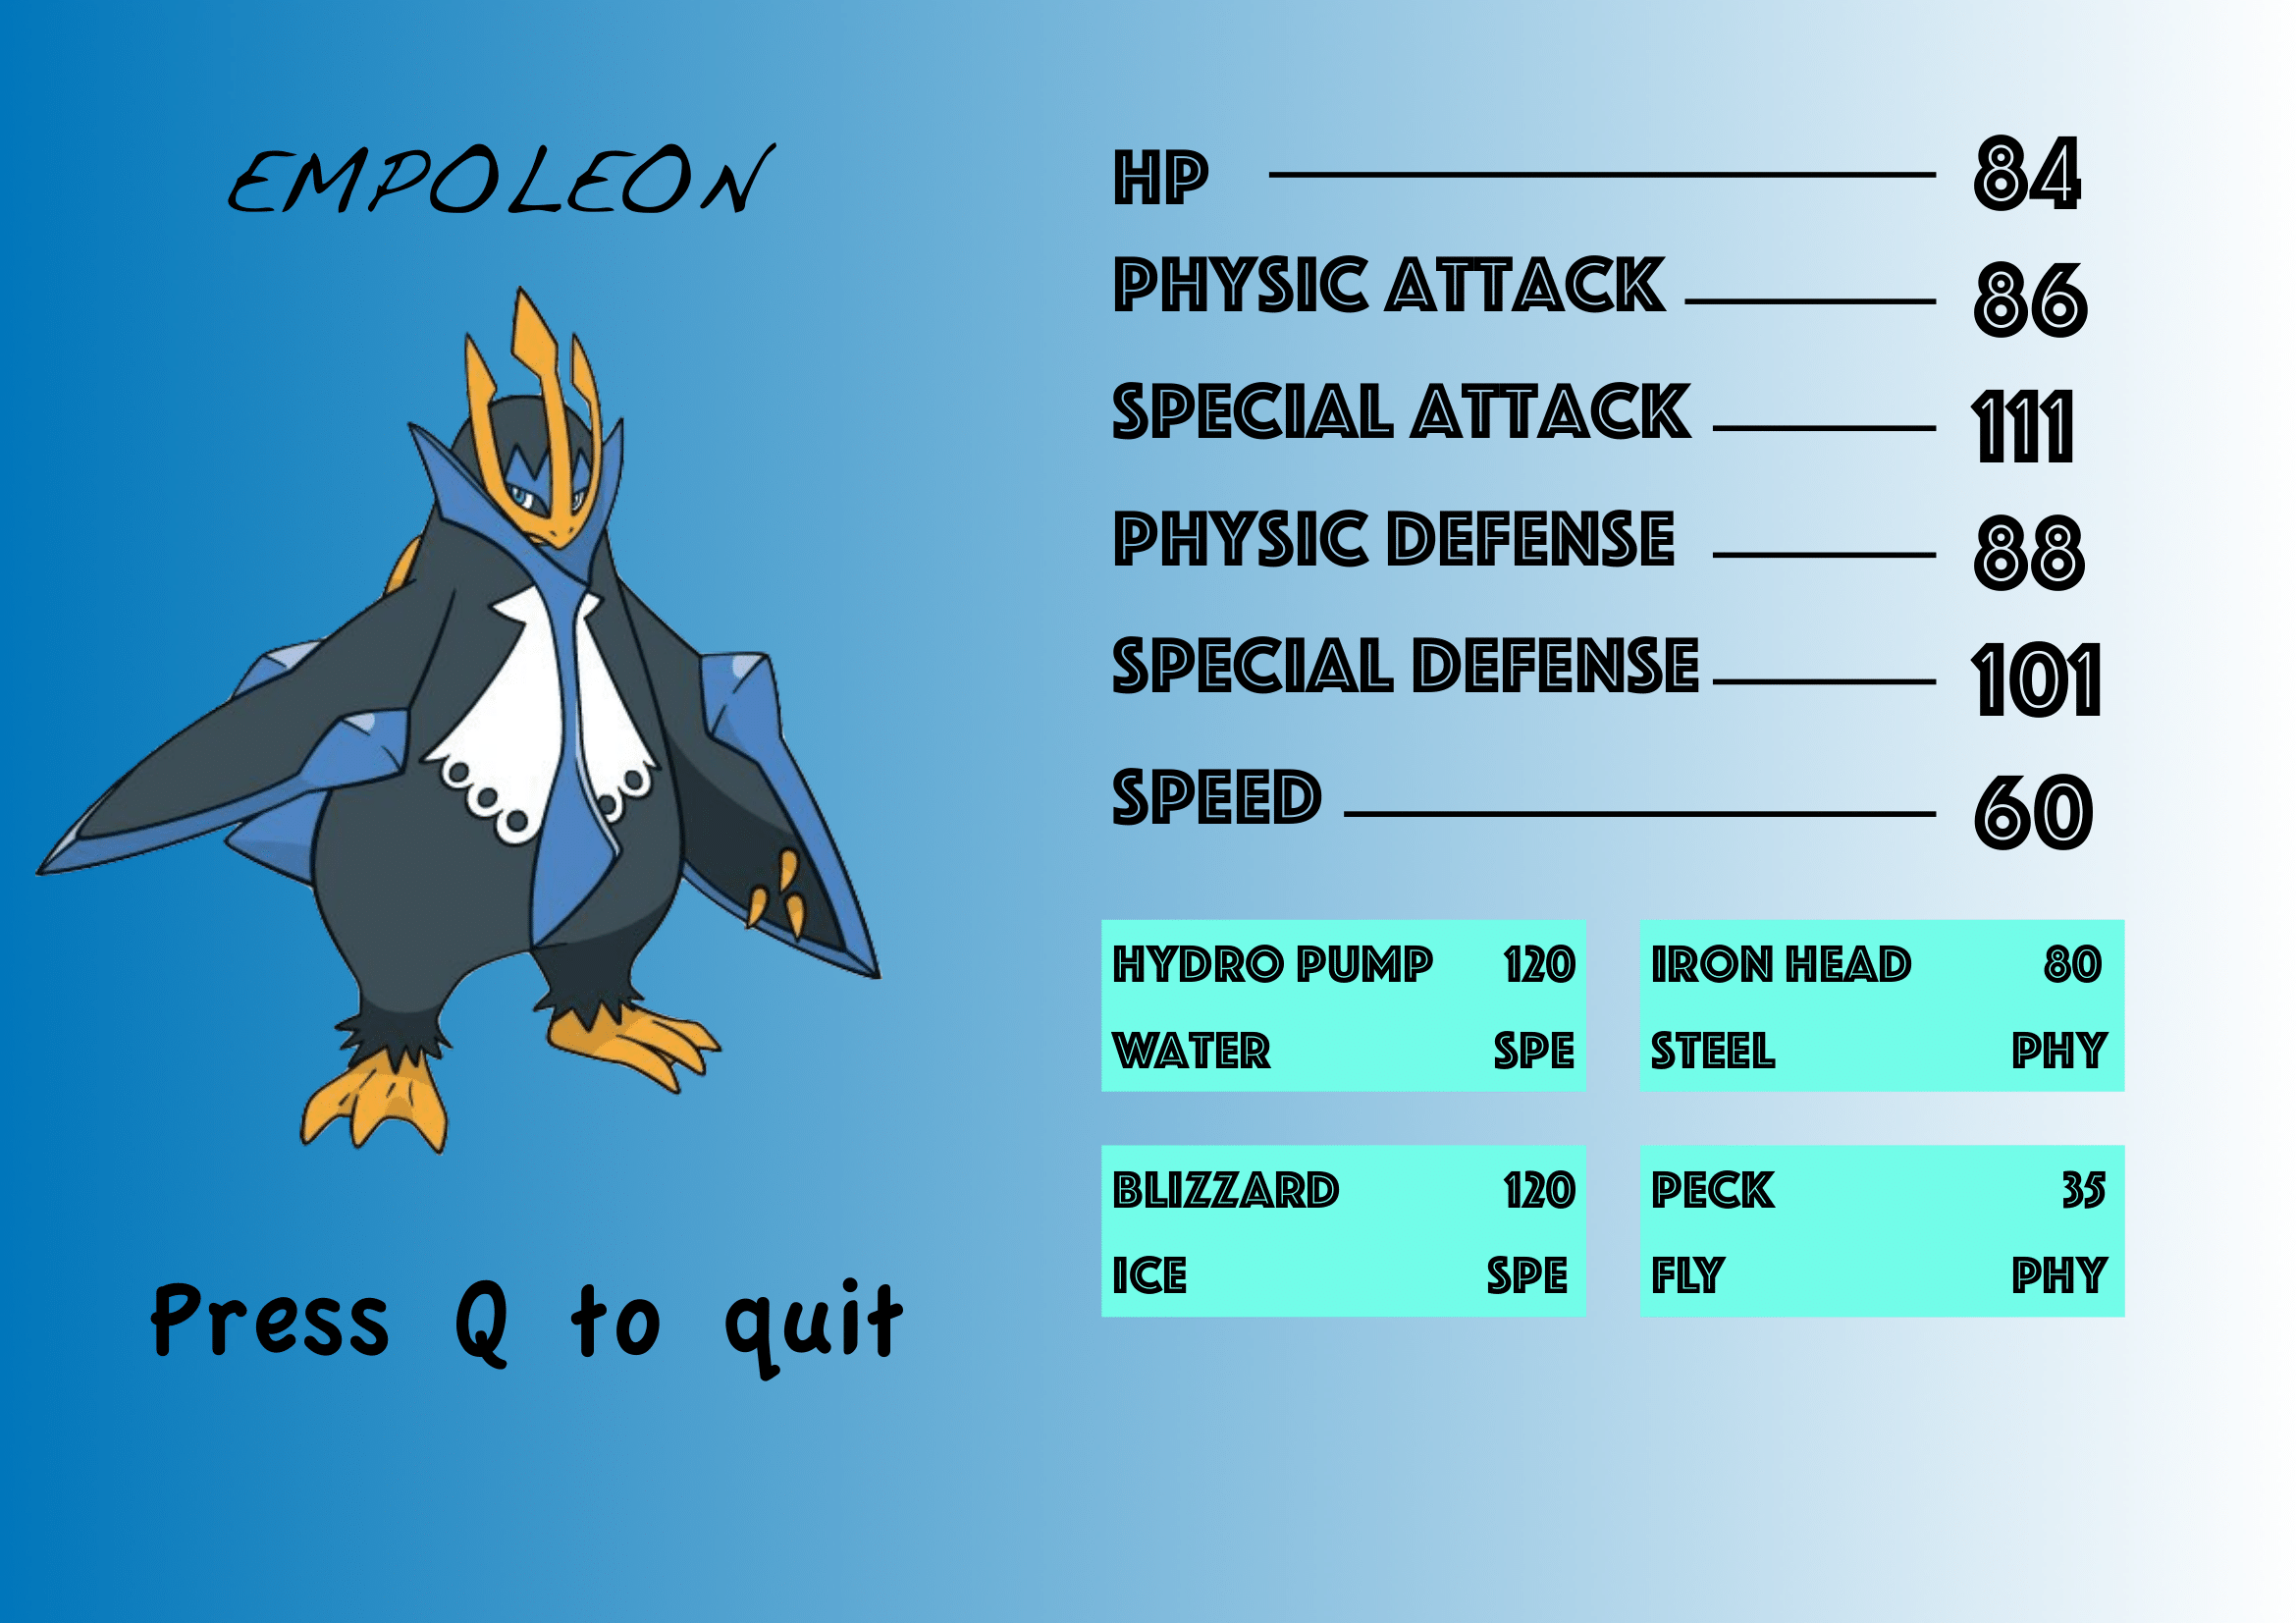 EMPOLEON
HP 84
PHYSIC ATTACK 86
SPECIAL ATTACK 111
PHYSIC DEFENSE 88
SPECIAL DEFENSE 101
SPEED 60
HYDRO PUMP 120
WATER SPE
IRON HEAD 80
STEEL PHY
BLIZZARD 120
ICE SPE
PECK 35
FLY PHY
Press Q to quit